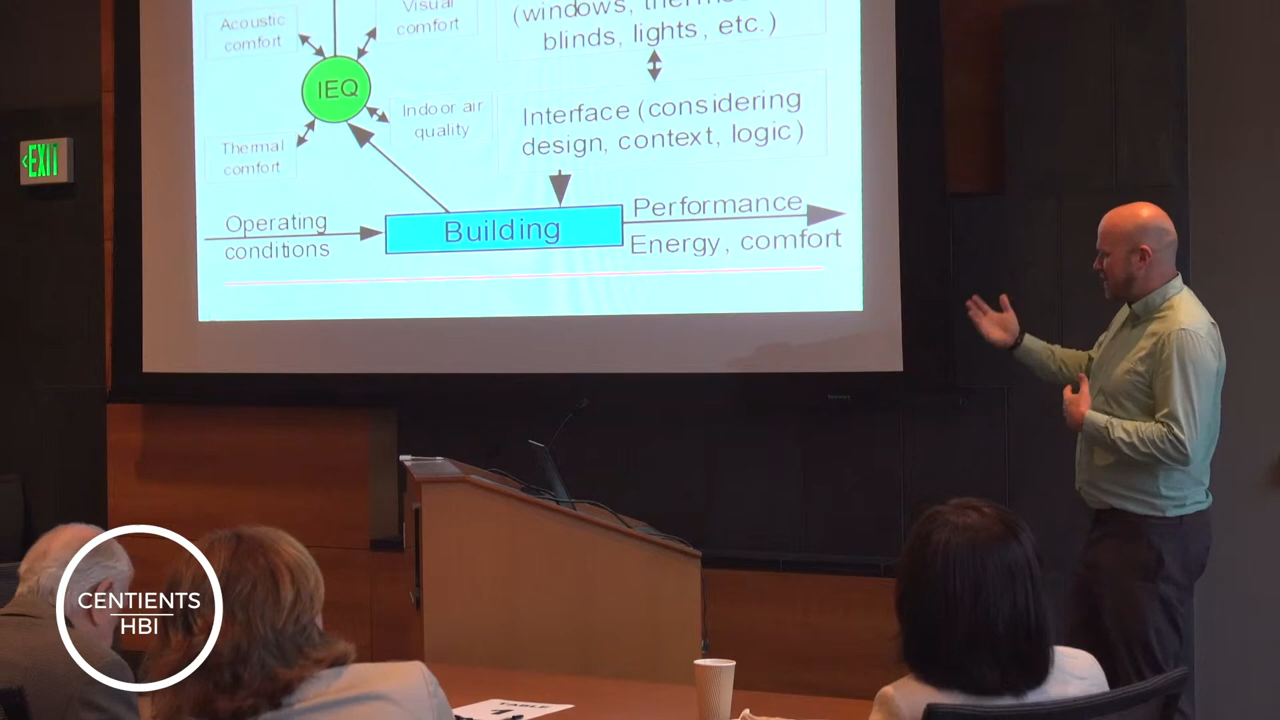 Acoustic
comfort
Visual
comfort
(windows,
blinds, lights, etc.)
IEQ
Indoor air
quality
Interface (considering
design, context, logic)
Thermal
comfort
Operating
conditions
Building
Performance
Energy, comfort
EXIT
CENTIENTS
HBI
TABLE